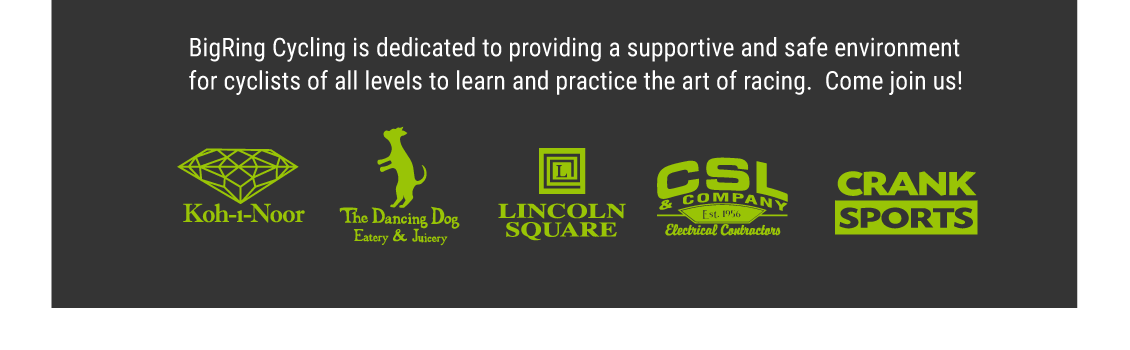 BigRing Cycling is dedicated to providing a supportive and safe environment
for cyclists of all levels to learn and practice the art of racing.  Come join us!
Koh-ı-Noor
The Dancing Dog
Eatery & Juicery
L
LINCOLN
SQUARE
CSL
& COMPANY
Est. 1956
Electrical Contractors
CRANK
SPORTS